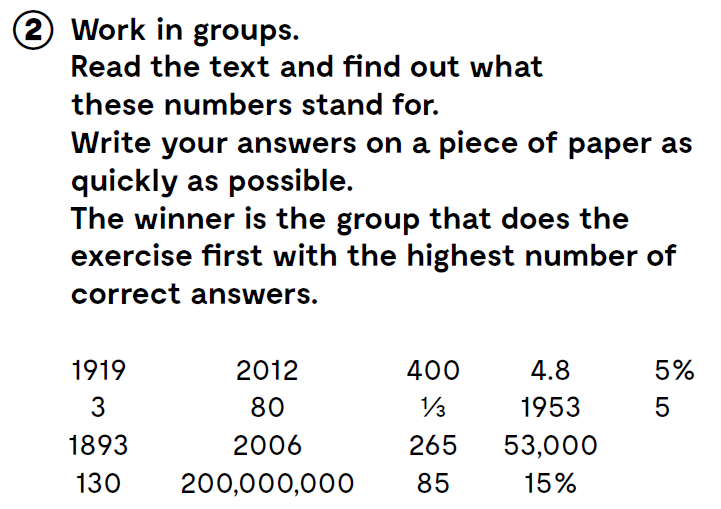 2 Work in groups.
Read the text and find out what
these numbers stand for.
Write your answers on a piece of paper as
quickly as possible.
The winner is the group that does the
exercise first with the highest number of
correct answers.
1919 2012 400 4.8 5%
3 80 ⅓ 1953 5
1893 2006 265 53,000
130 200,000,000 85 15%